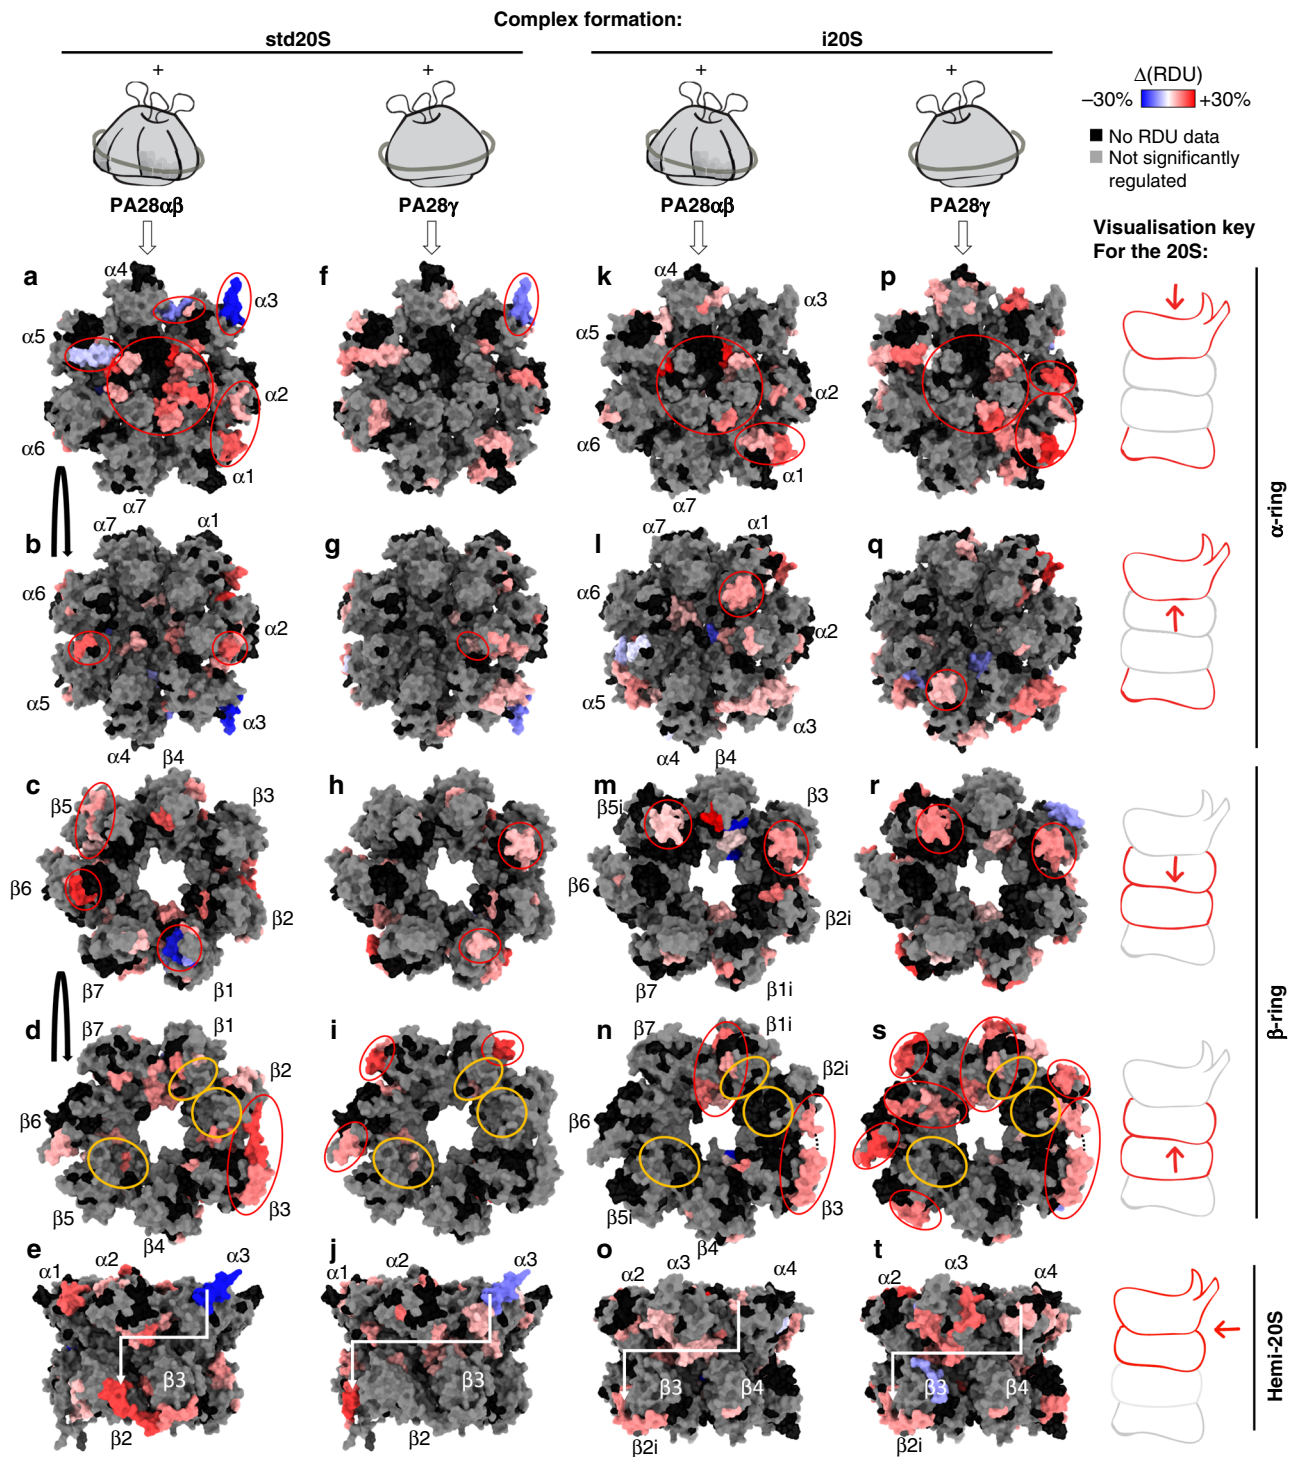 Complex formation:
std20S
i20S
+
+
+
+
Δ(RDU)
–30%
+30%
No RDU data
Not significantly
regulated
PA28αβ
PA28γ
PA28αβ
PA28γ
Visualisation key
For the 20S:
a
α4
α3
α5
α2
α6
α1
α7
f
k
α4
α3
α5
α2
α6
α1
α7
p
b
α7
α1
α6
α2
α5
α3
α4
g
l
α7
α1
α6
α2
α5
α3
α4
q
α-ring
c
β4
β5
β3
β6
β2
β7
β1
h
m
β4
β5i
β3
β6
β2i
β7
β1i
r
d
β7
β1
β2
β6
β5
β3
β4
i
n
β7
β1i
β2i
β6
β5i
β3
β4
s
β-ring
e
α1
α2
α3
β3
β2
j
α1
α2
α3
β3
β2
o
α2
α3
α4
β3
β4
β2i
t
α2
α3
α4
β3
β4
β2i
Hemi-20S